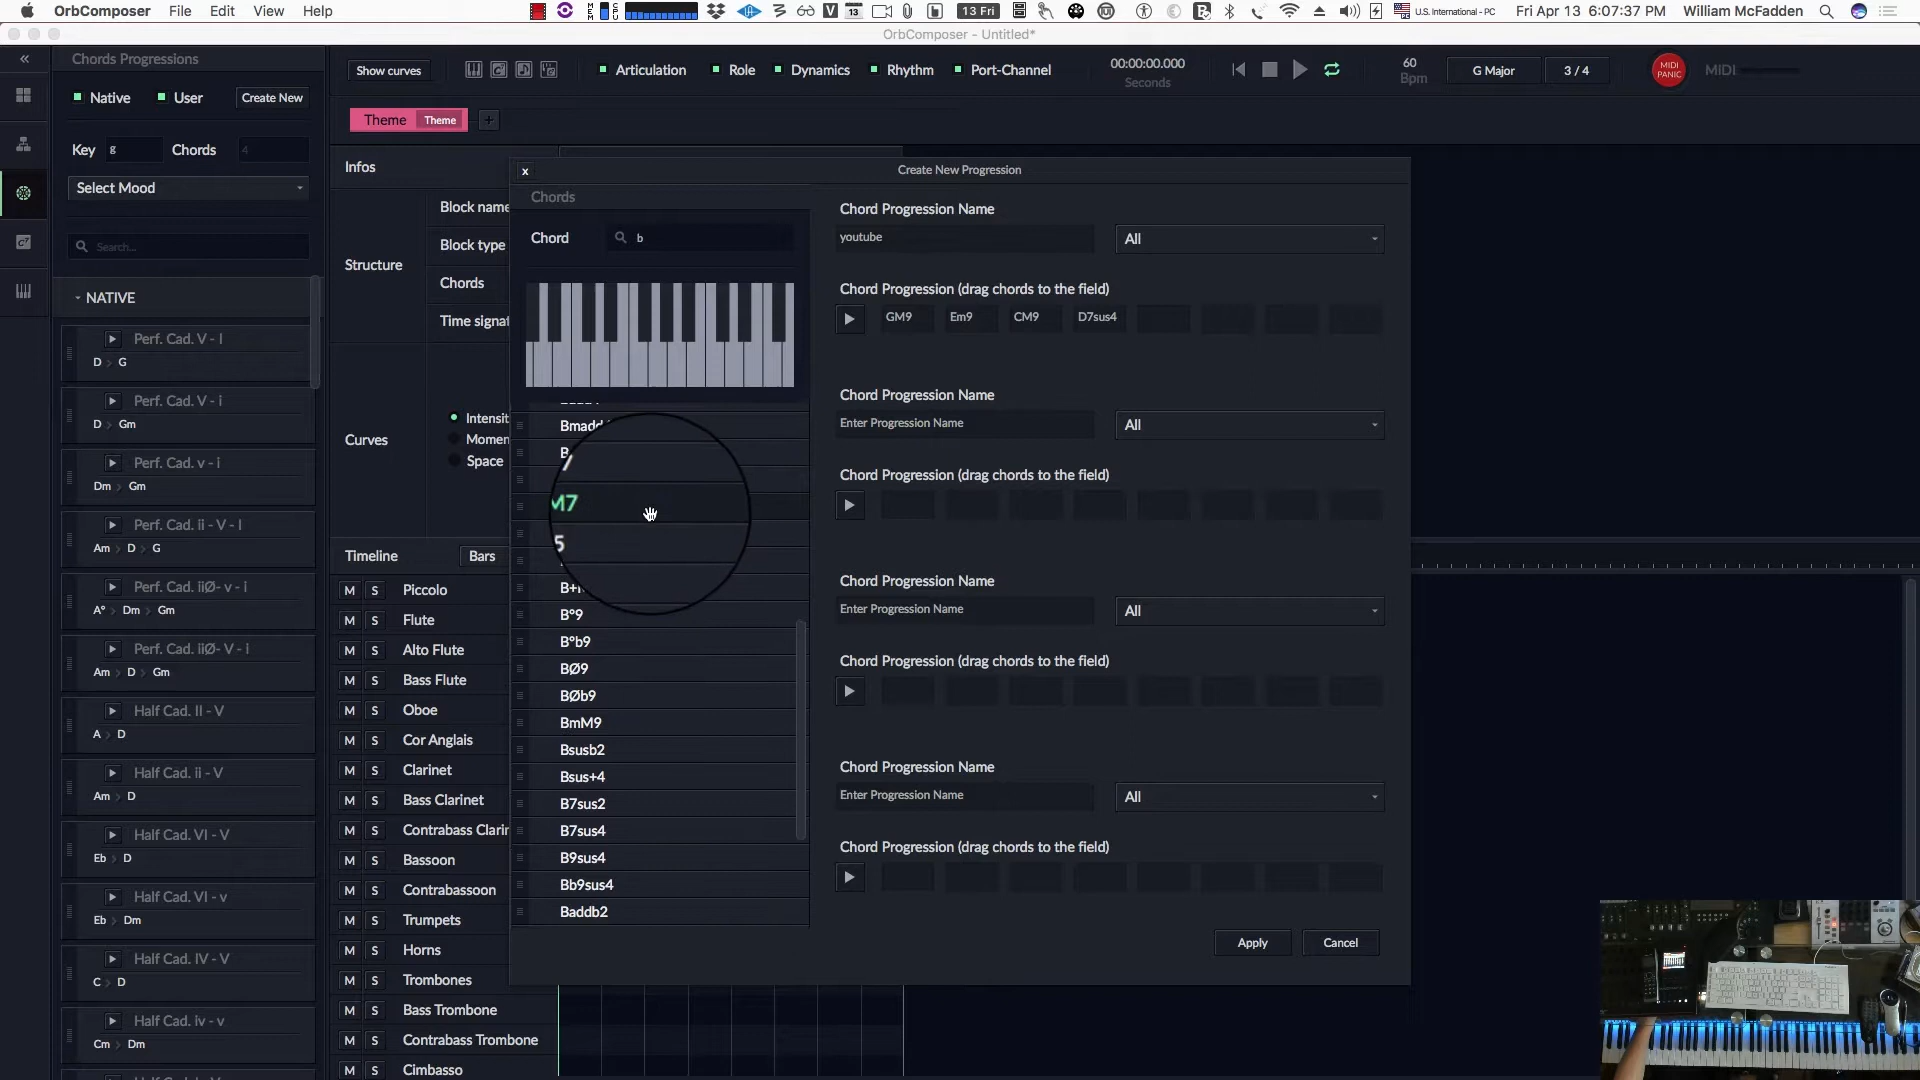 OrbComposer File Edit View Help
13 Fri
U.S. International - PC Fri Apr 13 6:07:37 PM William McFadden
OrbComposer - Untitled*
Chords Progressions
Native User Create New
Key g Chords 4
Select Mood
Search...
NATIVE
Perf. Cad. V - I
D > G
Perf. Cad. V - i
D > Gm
Perf. Cad. v - i
Dm > Gm
Perf. Cad. ii - V - I
Am > D > G
Perf. Cad. iiØ- v - i
A° > Dm > Gm
Perf. Cad. iiØ- V - i
Am > D > Gm
Half Cad. II - V
A > D
Half Cad. ii - V
Am > D
Half Cad. VI - V
Eb > D
Half Cad. VI - v
Eb > Dm
Half Cad. IV - V
C > D
Half Cad. iv - v
Cm > Dm
Show curves
Articulation Role Dynamics Rhythm Port-Channel
00:00:00.000
Seconds
60
Bpm
G Major
3 / 4
MIDI PANIC
MIDI
Theme Theme +
Infos
Structure
Block name
Block type
Chords
Time signat
Curves
Intensit
Momen
Space
Timeline Bars
M S Piccolo
M S Flute
M S Alto Flute
M S Bass Flute
M S Oboe
M S Cor Anglais
M S Clarinet
M S Bass Clarinet
M S Contrabass Clarin
M S Bassoon
M S Contrabassoon
M S Trumpets
M S Horns
M S Trombones
M S Bass Trombone
M S Contrabass Trombone
M S Cimbasso
x Create New Progression
Chords
Chord b
Bmadd
B
M7
5
B°9
B°b9
BØ9
BØb9
BmM9
Bsusb2
Bsus+4
B7sus2
B7sus4
B9sus4
Bb9sus4
Baddb2
Chord Progression Name
youtube All
Chord Progression (drag chords to the field)
GM9 Em9 CM9 D7sus4
Chord Progression Name
Enter Progression Name All
Chord Progression (drag chords to the field)
Chord Progression Name
Enter Progression Name All
Chord Progression (drag chords to the field)
Chord Progression Name
Enter Progression Name All
Chord Progression (drag chords to the field)
Apply Cancel